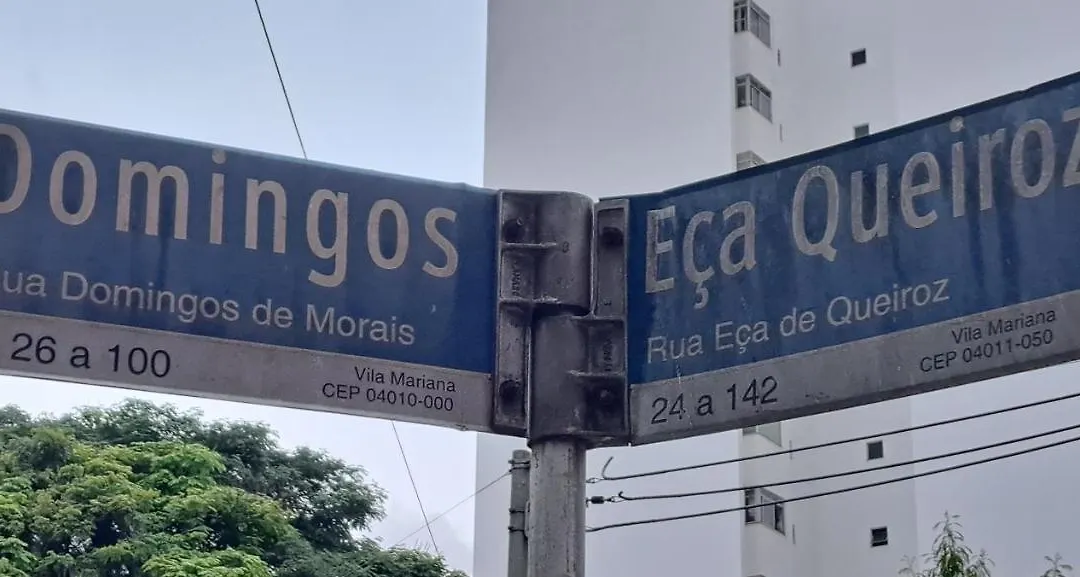 Domingos
Rua Domingos de Morais
26 a 100
Vila Mariana
CEP 04010-000
Eça Queiroz
Rua Eça de Queiroz
24 a 142
Vila Mariana
CEP 04011-050